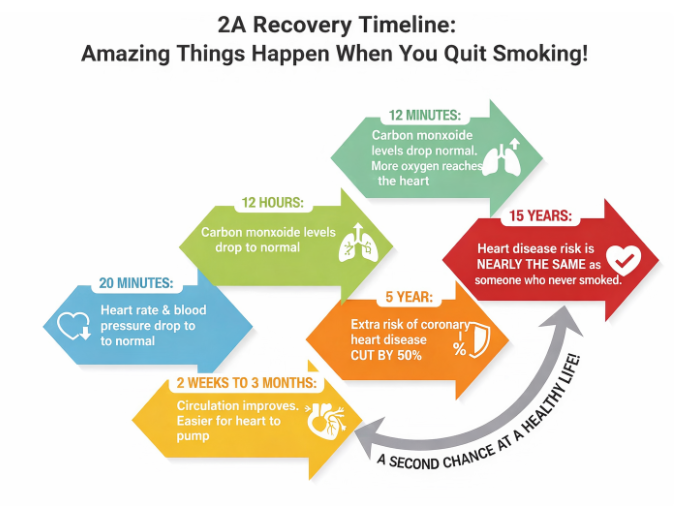 2A Recovery Timeline:
Amazing Things Happen When You Quit Smoking!
12 MINUTES:
Carbon monxoide
levels drop normal.
More oxygen reaches
the heart
12 HOURS:
Carbon monxoide levels
drop to normal
15 YEARS:
Heart disease risk is
NEARLY THE SAME as
someone who never smoked.
20 MINUTES:
Heart rate & blood
pressure drop to
to normal
5 YEAR:
Extra risk of coronary
heart disease
CUT BY 50%
%
2 WEEKS TO 3 MONTHS:
Circulation improves.
Easier for heart to
pump
A SECOND CHANCE AT A HEALTHY LIFE!